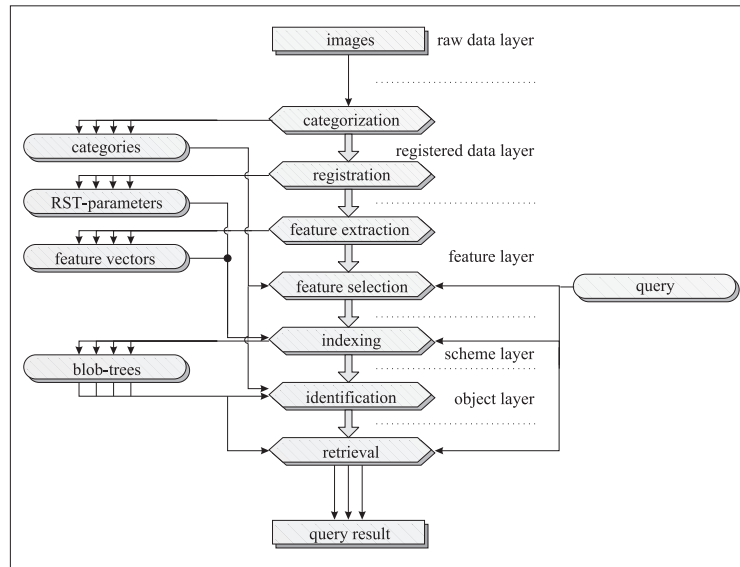 images
raw data layer
categorization
categories
registered data layer
registration
RST-parameters
feature extraction
feature vectors
feature layer
feature selection
query
indexing
scheme layer
blob-trees
identification
object layer
retrieval
query result